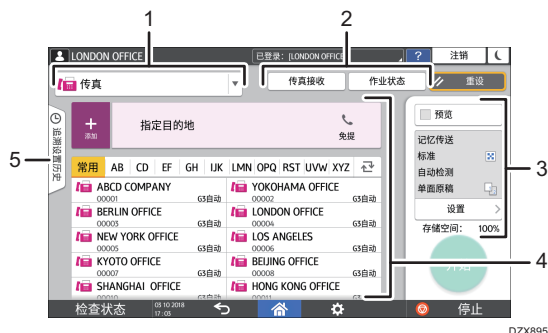 1
2
LONDON OFFICE
已登录: [LONDON OFFICE
?
注销
传真
传真接收
作业状态
重设
追溯设置历史
添加
指定目的地
免提
预览
记忆传送
标准
自动检测
单面原稿
设置
存储空间: 100%
开始
常用 AB CD EF GH IJK LMN OPQ RST UVW XYZ
ABCD COMPANY
00001 G3自动
YOKOHAMA OFFICE
00002 G3自动
BERLIN OFFICE
00003 G3自动
LONDON OFFICE
00004 G3自动
NEW YORK OFFICE
00005 G3自动
LOS ANGELES
00006 G3自动
KYOTO OFFICE
00007 G3自动
BEIJING OFFICE
00008 G3自动
SHANGHAI OFFICE
00010 G3自动
HONG KONG OFFICE
00011 G3
检查状态
03 10 2018
17:03
停止
5
3
4
DZX895